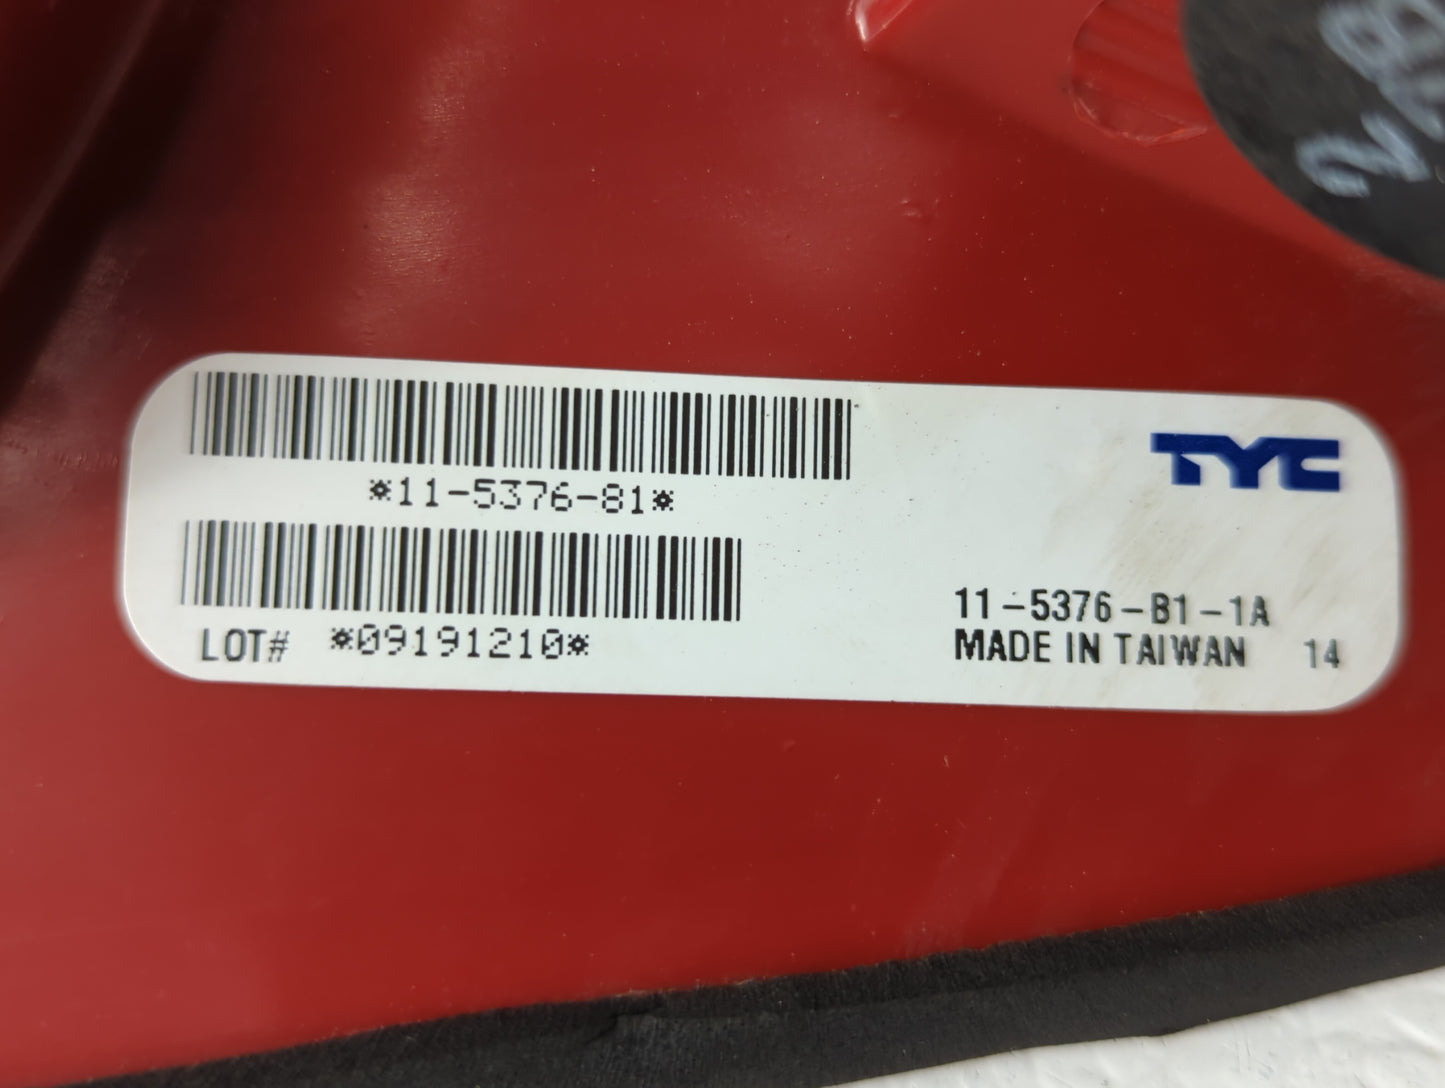 *11-5376-81*
LOT# *09191210*
TYC
11-5376-B1-1A
MADE IN TAIWAN 14